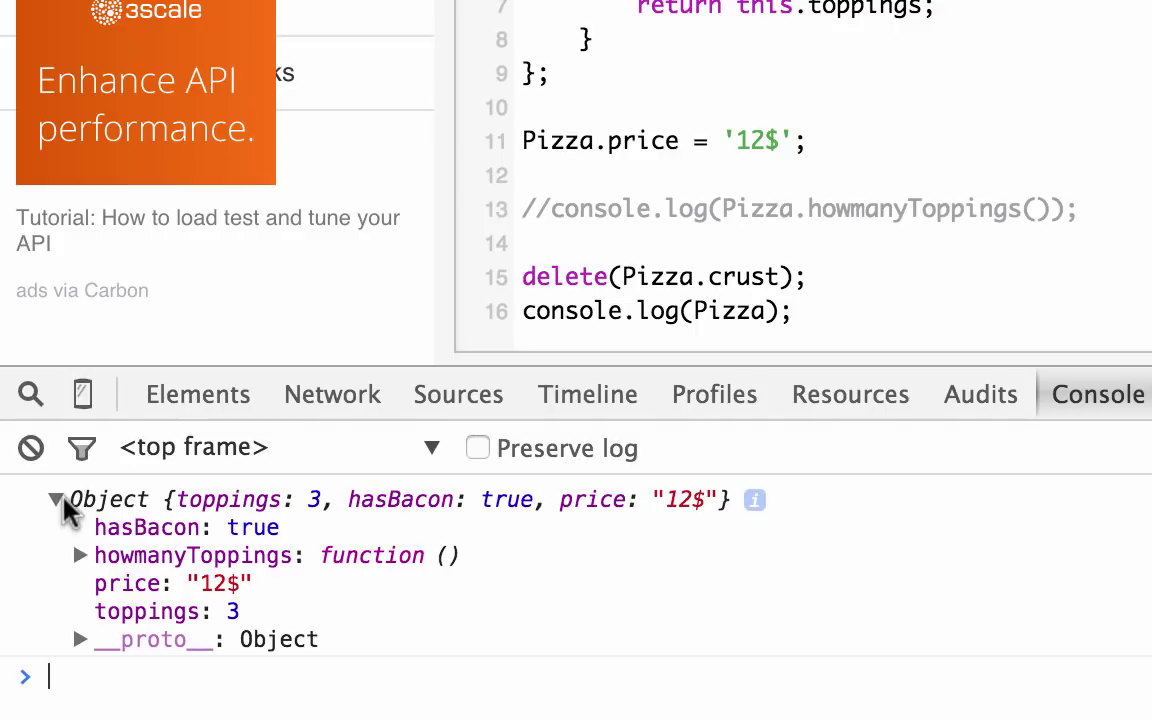 3scale
Enhance API
performance.
ks
Tutorial: How to load test and tune your
API
ads via Carbon
7 return this.toppings;
8 }
9 };
10
11 Pizza.price = '12$';
12
13 //console.log(Pizza.howmanyToppings());
14
15 delete(Pizza.crust);
16 console.log(Pizza);
Elements Network Sources Timeline Profiles Resources Audits Console
<top frame> ▼ Preserve log
▼Object {toppings: 3, hasBacon: true, price: "12$"} i
hasBacon: true
▶howmanyToppings: function ()
price: "12$"
toppings: 3
▶__proto__: Object
>